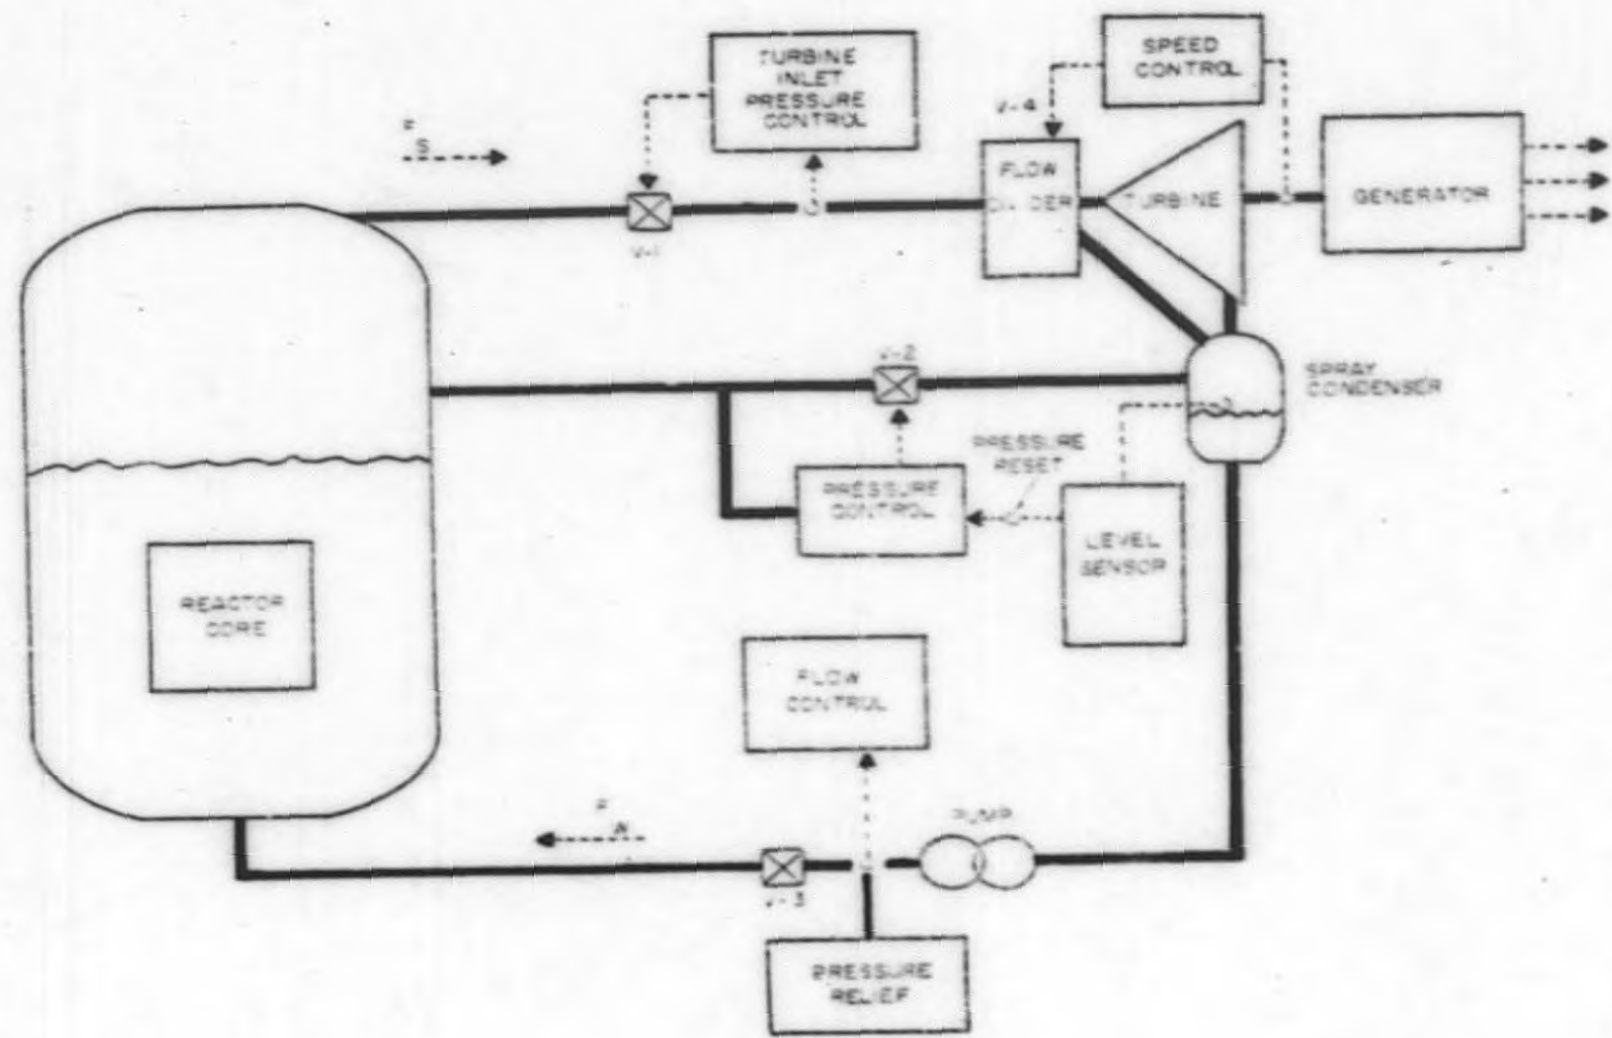 TURBINE
INLET
PRESSURE
CONTROL
SPEED
CONTROL
V-4
F
S
FLOW
DIVIDER
TURBINE
GENERATOR
V-1
V-2
SPRAY
CONDENSER
PRESSURE
RESET
PRESSURE
CONTROL
LEVEL
SENSOR
REACTOR
CORE
FLOW
CONTROL
F
W
PUMP
V-3
PRESSURE
RELIEF